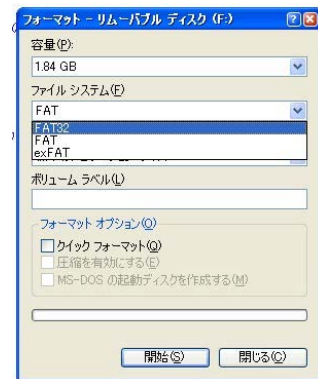 フォーマット - リムーバブル ディスク (F:)
容量(P):
1.84 GB
ファイル システム(F)
FAT
FAT32
FAT
exFAT
ボリューム ラベル(L)
フォーマット オプション(O)
クイック フォーマット(Q)
圧縮を有効にする(E)
MS-DOS の起動ディスクを作成する(M)
開始(S)
閉じる(C)